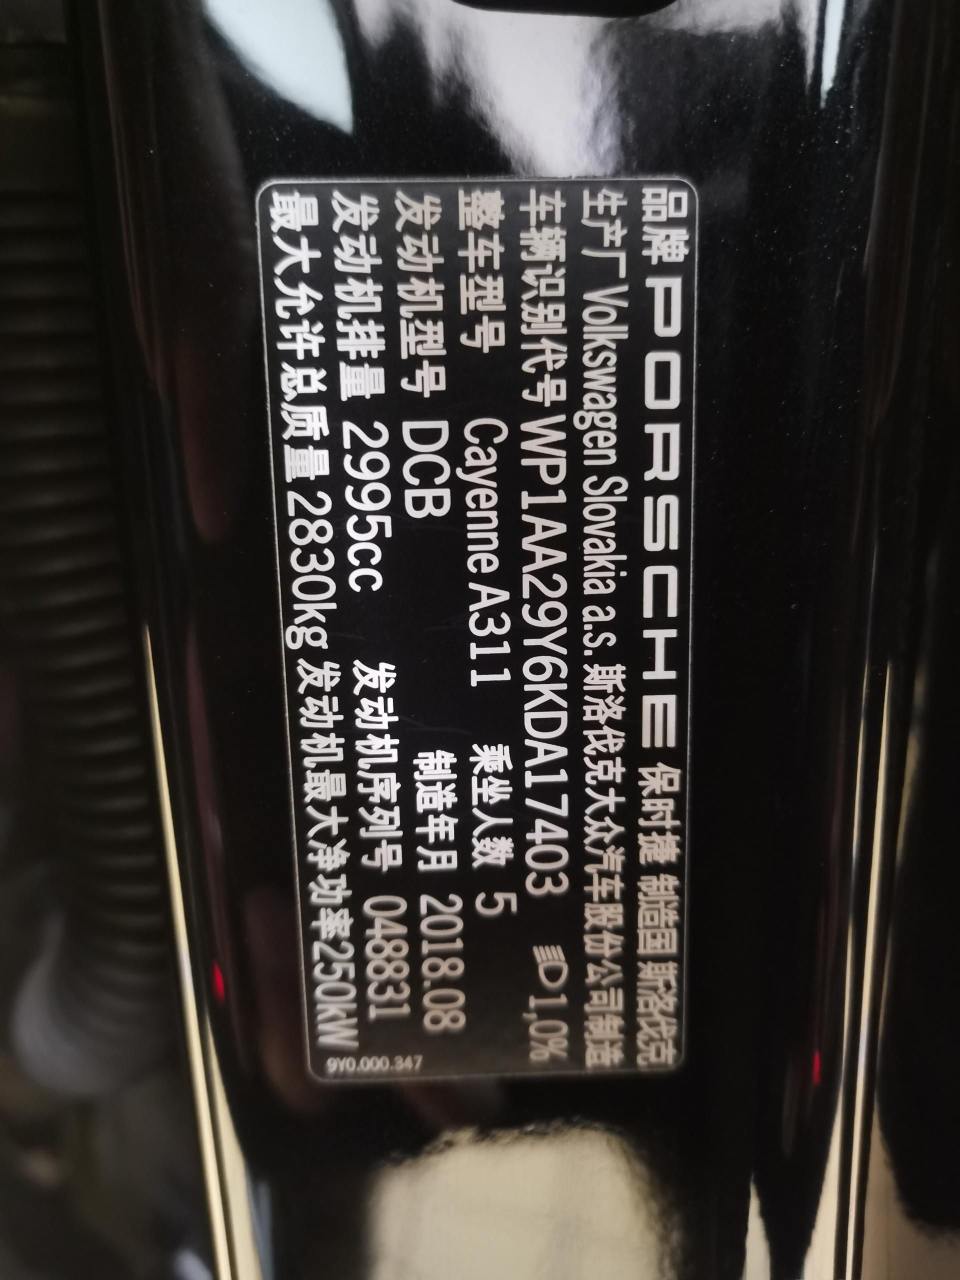 品牌 PORSCHE 保时捷 制造国 斯洛伐克
生产厂 Volkswagen Slovakia a.s. 斯洛伐克大众汽车股份公司制造
车辆识别代号 WP1AA29Y6KDA17403 1,0%
整车型号 Cayenne A311 乘坐人数 5
发动机型号 DCB 制造年月 2018.08
发动机排量 2995cc 发动机序列号 048831
最大允许总质量 2830kg 发动机最大净功率250kW
9Y0.000.347